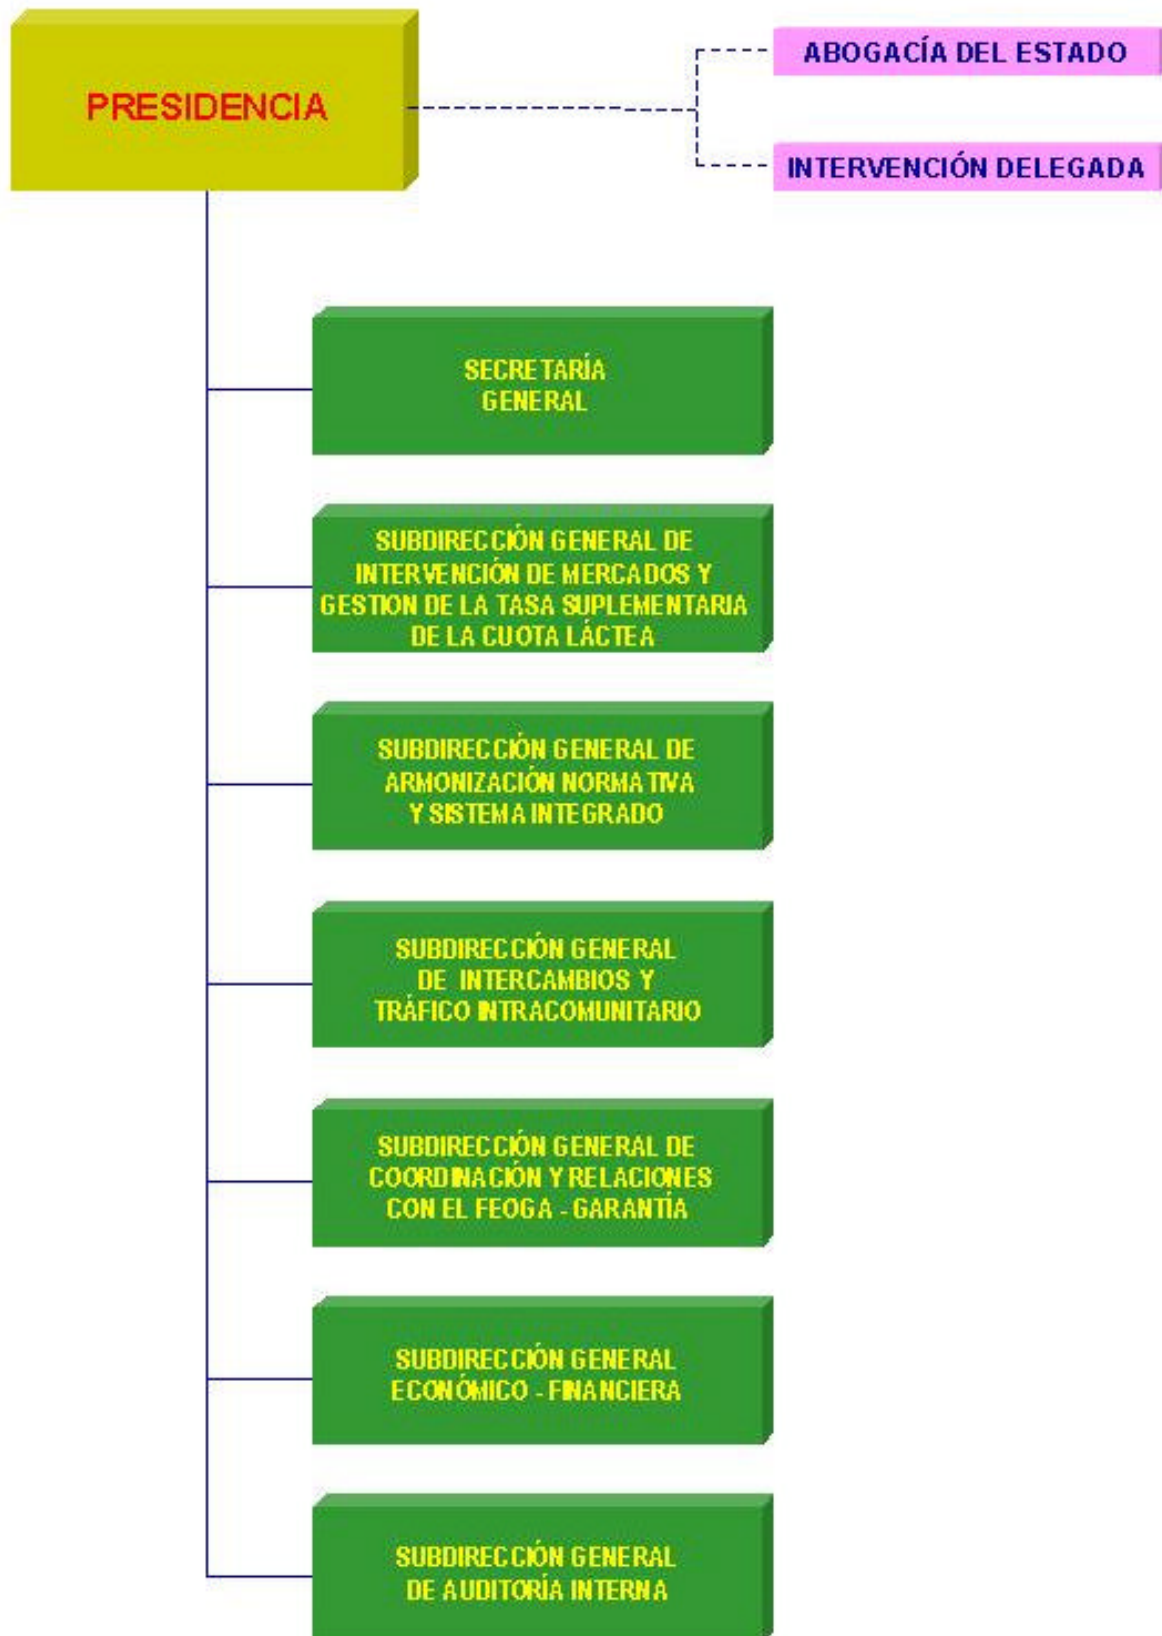 PRESIDENCIA
ABOGACÍA DEL ESTADO
INTERVENCIÓN DELEGADA
SECRETARÍA
GENERAL
SUBDIRECCIÓN GENERAL DE
INTERVENCIÓN DE MERCADOS Y
GESTION DE LA TASA SUPLEMENTARIA
DE LA CUOTA LÁCTEA
SUBDIRECCIÓN GENERAL DE
ARMONIZACIÓN NORMATIVA
Y SISTEMA INTEGRADO
SUBDIRECCIÓN GENERAL
DE INTERCAMBIOS Y
TRÁFICO INTRACOMUNITARIO
SUBDIRECCIÓN GENERAL DE
COORDINACIÓN Y RELACIONES
CON EL FEOGA - GARANTÍA
SUBDIRECCIÓN GENERAL
ECONÓMICO - FINANCIERA
SUBDIRECCIÓN GENERAL
DE AUDITORÍA INTERNA